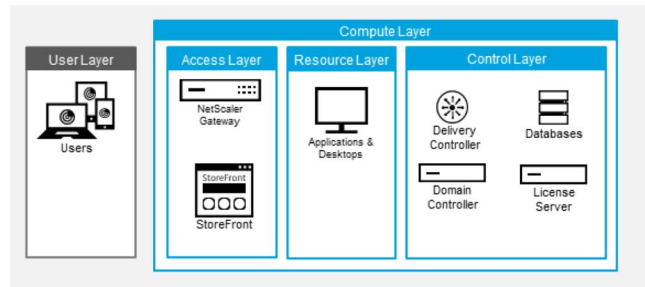 Compute Layer
User Layer
Access Layer
Resource Layer
Control Layer
Users
NetScaler
Gateway
StoreFront
StoreFront
Applications &
Desktops
Delivery
Controller
Databases
Domain
Controller
License
Server